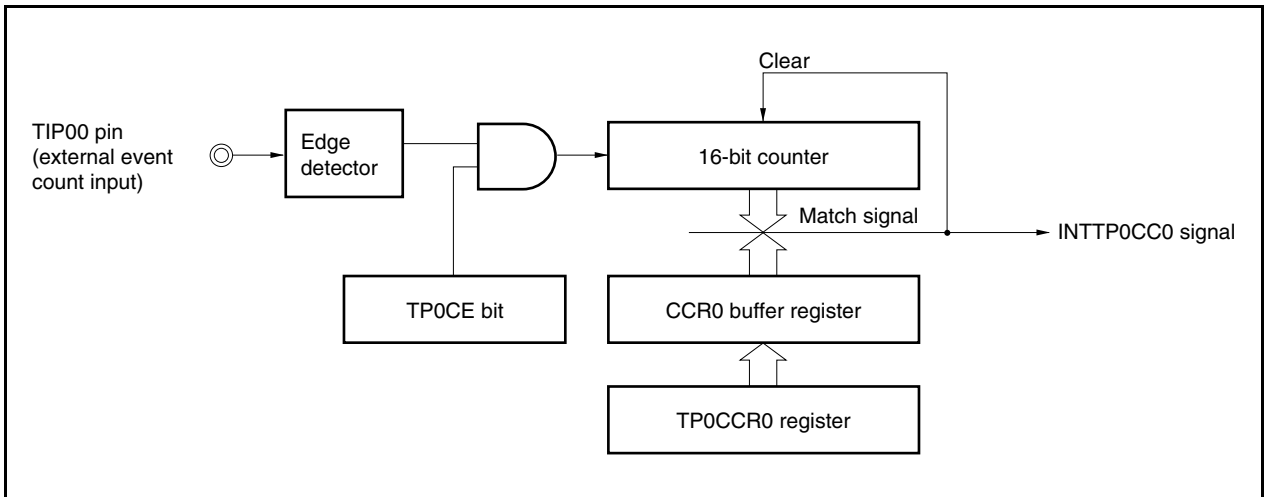 Clear
TIP00 pin
(external event
count input)
Edge
detector
16-bit counter
Match signal
INTTP0CC0 signal
TP0CE bit
CCR0 buffer register
TP0CCR0 register